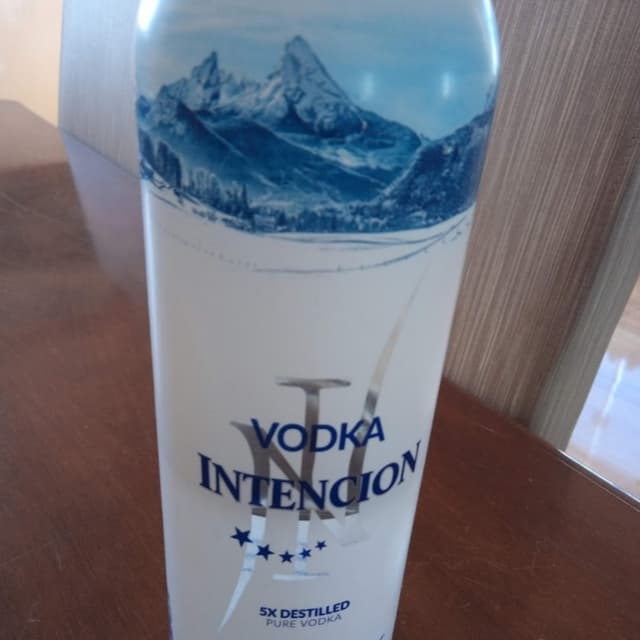 VODKA
INTENCION
5X DESTILLED
PURE VODKA